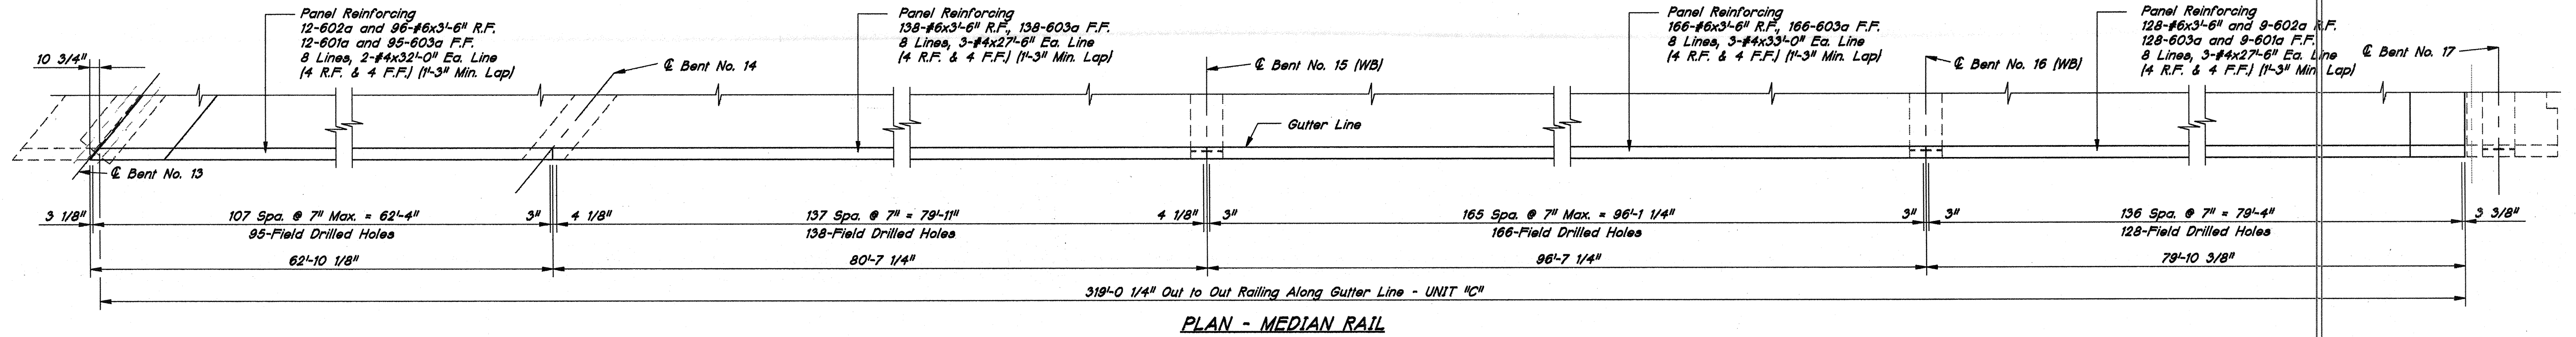 Panel Reinforcing
12-602a and 96-#6x3'-6" R.F.
12-601a and 95-603a F.F.
8 Lines, 2-#4x32'-0" Ea. Line
(4 R.F. & 4 F.F.) (1'-3" Min. Lap)
Panel Reinforcing
138-#6x3'-6" R.F., 138-603a F.F.
8 Lines, 3-#4x27'-6" Ea. Line
(4 R.F. & 4 F.F.) (1'-3" Min. Lap)
Panel Reinforcing
166-#6x3'-6" R.F., 166-603a F.F.
8 Lines, 3-#4x33'-0" Ea. Line
(4 R.F. & 4 F.F.) (1'-3" Min. Lap)
Panel Reinforcing
128-#6x3'-6" and 9-602a R.F.
128-603a and 9-601a F.F.
8 Lines, 3-#4x27'-6" Ea. Line
(4 R.F. & 4 F.F.) (1'-3" Min. Lap)
10 3/4"
℄ Bent No. 14
℄ Bent No. 15 (WB)
℄ Bent No. 16 (WB)
℄ Bent No. 17
Gutter Line
℄ Bent No. 13
3 1/8"
107 Spa. @ 7" Max. = 62'-4"
3"
4 1/8"
137 Spa. @ 7" = 79'-11"
4 1/8"
3"
165 Spa. @ 7" Max. = 96'-1 1/4"
3"
3"
136 Spa. @ 7" = 79'-4"
3 3/8"
95-Field Drilled Holes
138-Field Drilled Holes
166-Field Drilled Holes
128-Field Drilled Holes
62'-10 1/8"
80'-7 1/4"
96'-7 1/4"
79'-10 3/8"
319'-0 1/4" Out to Out Railing Along Gutter Line - UNIT "C"
PLAN - MEDIAN RAIL